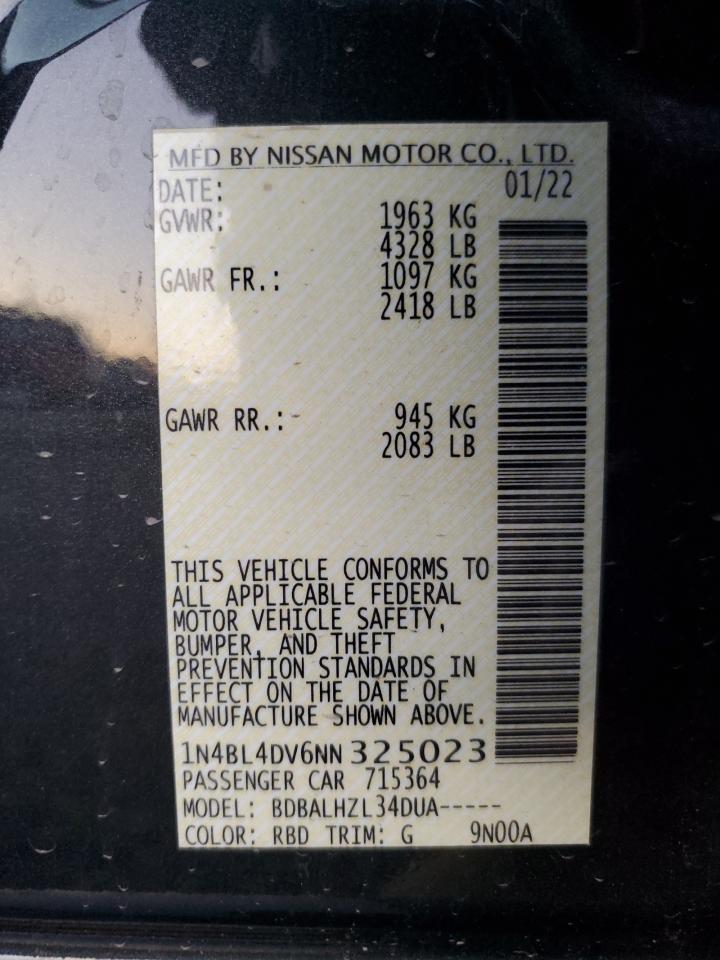 MFD BY NISSAN MOTOR CO., LTD.
DATE: 01/22
GVWR: 1963 KG
4328 LB
GAWR FR.: 1097 KG
2418 LB
GAWR RR.: 945 KG
2083 LB
THIS VEHICLE CONFORMS TO
ALL APPLICABLE FEDERAL
MOTOR VEHICLE SAFETY,
BUMPER, AND THEFT
PREVENTION STANDARDS IN
EFFECT ON THE DATE OF
MANUFACTURE SHOWN ABOVE.
1N4BL4DV6NN325023
PASSENGER CAR 715364
MODEL: BDBALHZL34DUA-----
COLOR: RBD TRIM: G 9N00A